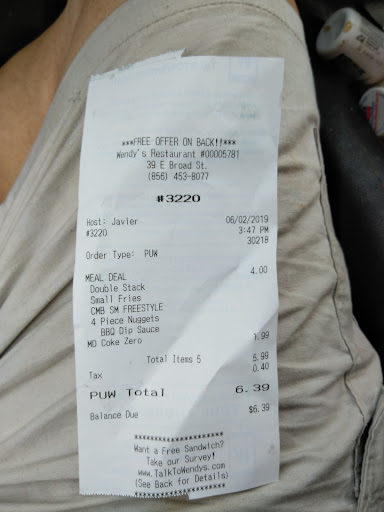 ***FREE OFFER ON BACK!!***
Wendy's Restaurant #00005781
39 E Broad St.
(856) 453-8077
#3220
Host: Javier 06/02/2019
#3220 3:47 PM
30218
Order Type: PUW
MEAL DEAL 4.00
Double Stack
Small Fries
CMB SM FREESTYLE
4 Piece Nuggets
BBQ Dip Sauce
MD Coke Zero 1.99
Total Items 5 5.99
Tax 0.40
PUW Total 6.39
Balance Due $6.39
********************
Want a Free Sandwich?
Take our Survey!
www.TalkToWendys.com
(See Back for Details)
********************